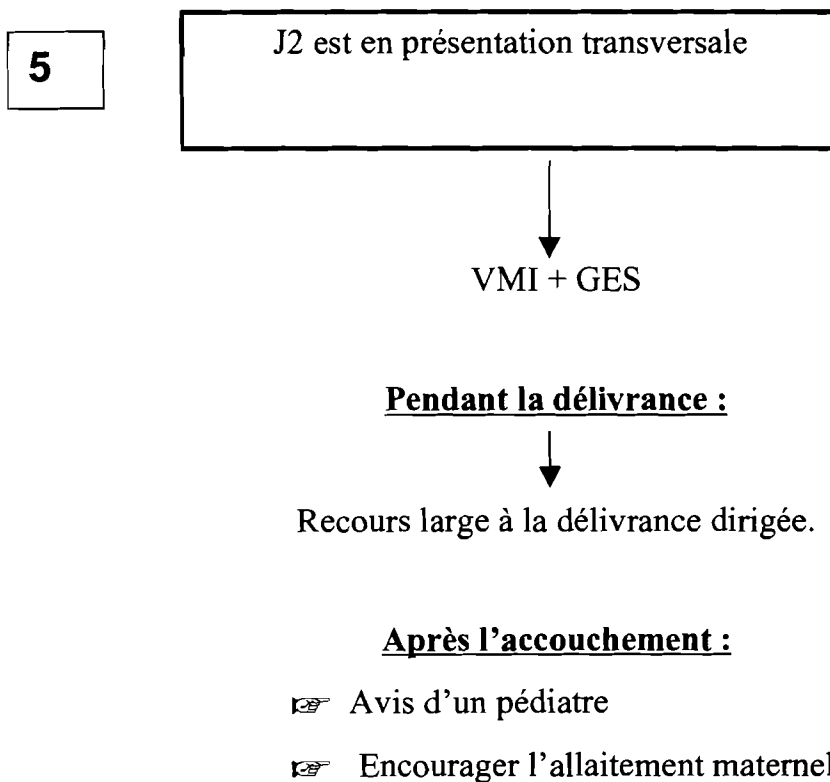 5
J2 est en présentation transversale
VMI + GES
Pendant la délivrance :
Recours large à la délivrance dirigée.
Après l'accouchement :
☞ Avis d'un pédiatre
☞ Encourager l'allaitement maternel